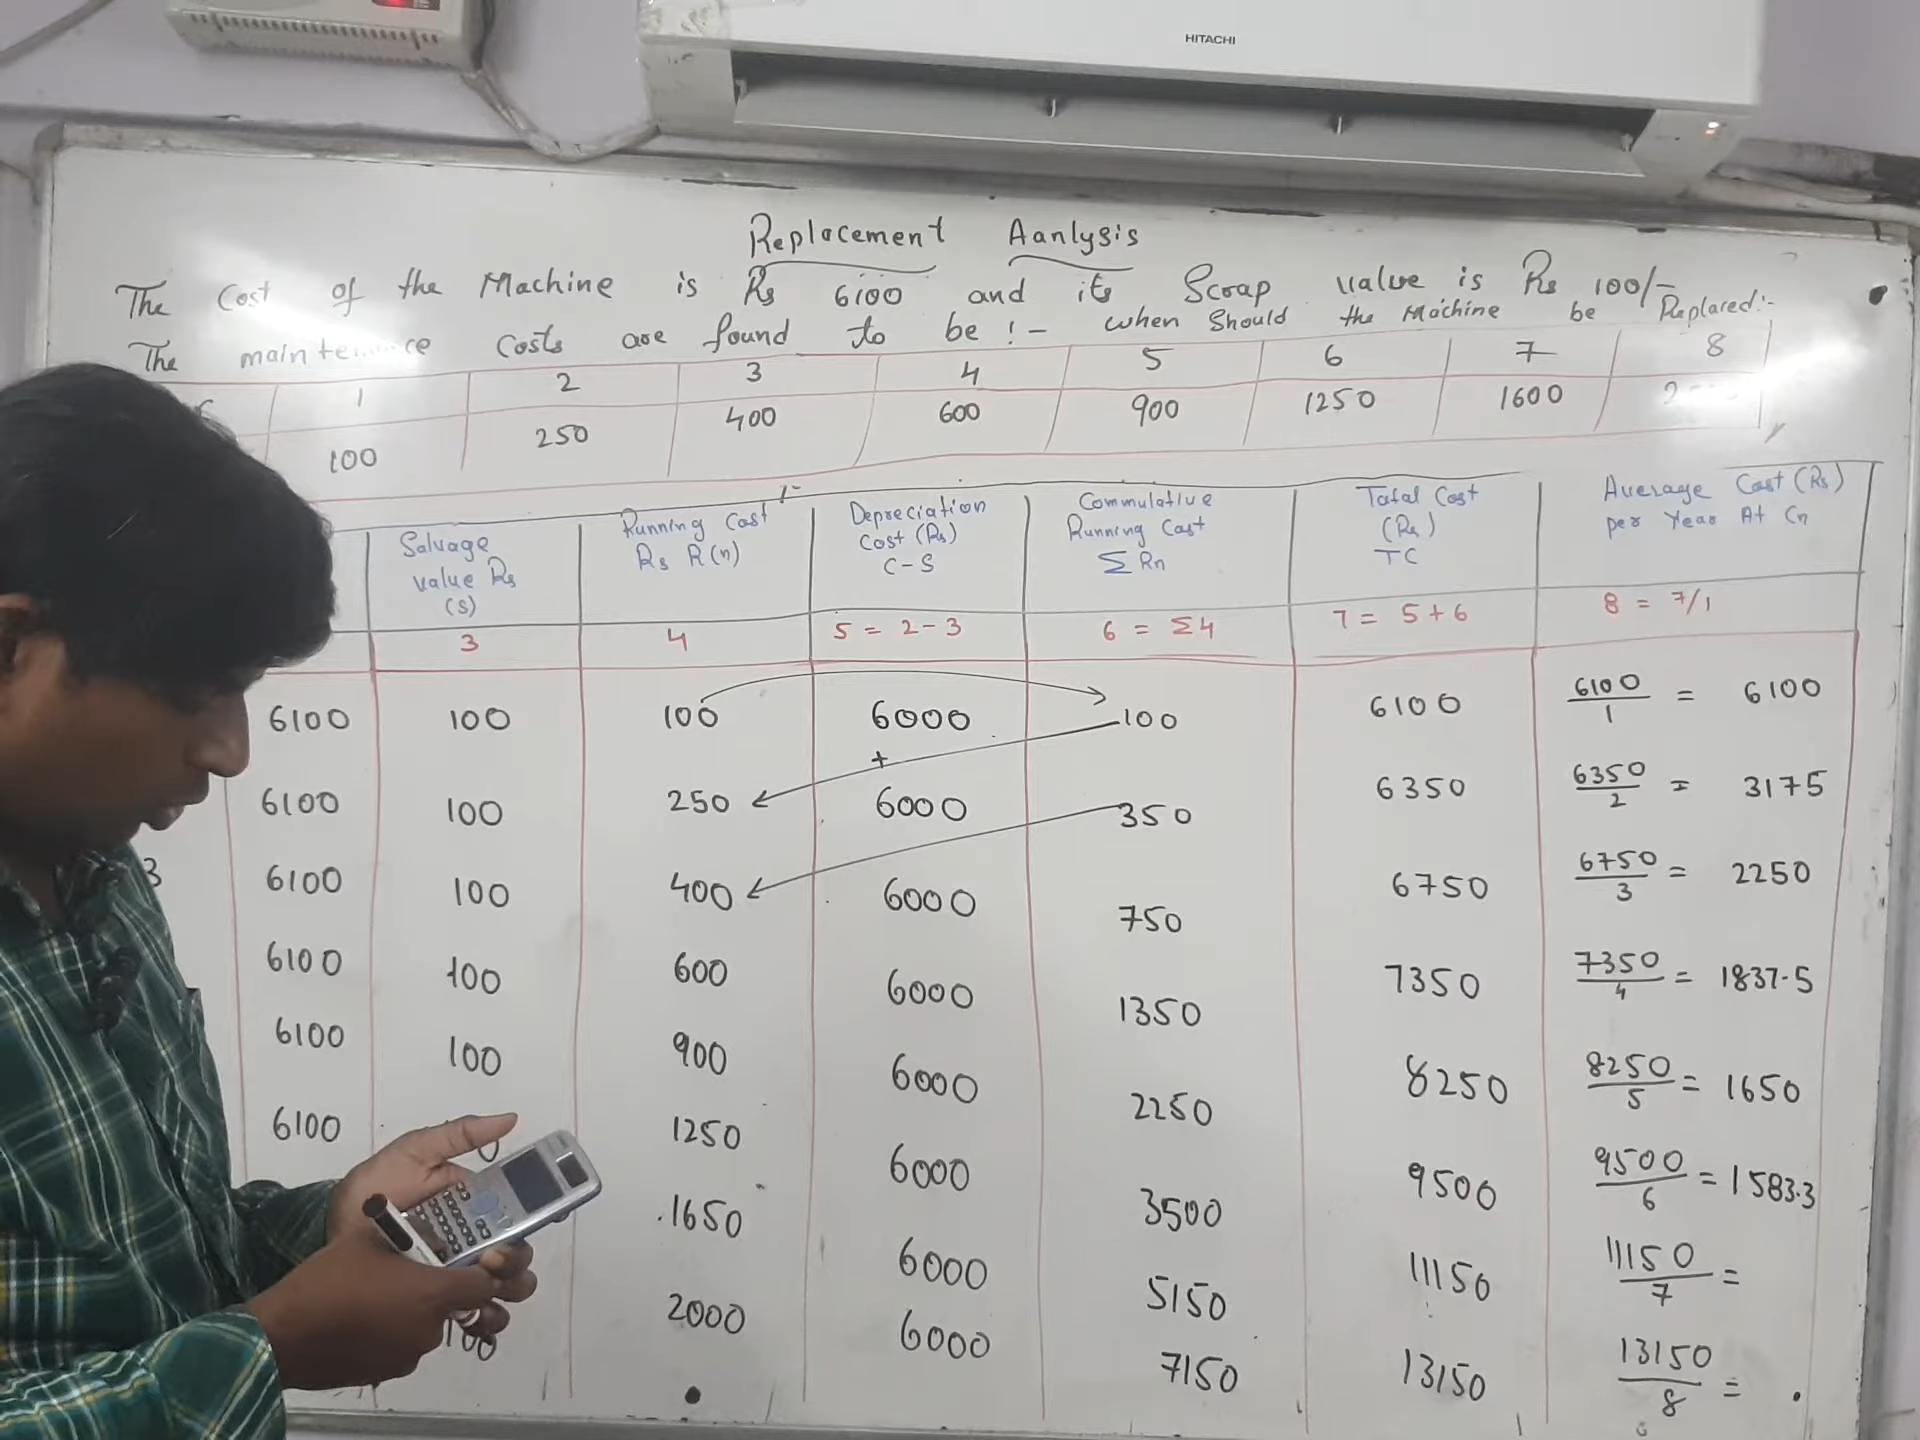 HITACHI
Replacement Aanlysis
The Cost of the Machine is Rs 6100 and its Scrap value is Rs 100/-
The Costs are found to be :- when Should the Machine be Replaced:-
1 2 3 4 5 6 7 8
100 250 400 600 900 1250 1600
Salvage value Rs (S) Running Cost Rs R(n) Depreciation Cost (Rs) C-S Commulative Running Cost Σ Rn Total Cost (Rs) TC Average Cost (Rs) per Year At Cn
3 4 5 = 2-3 6 = Σ4 7 = 5+6 8 = 7/1
6100 100 100 6000 100 6100 6100/1 = 6100
+
6100 100 250 6000 350 6350 6350/2 = 3175
3 6100 100 400 6000 750 6750 6750/3 = 2250
6100 100 600 6000 1350 7350 7350/4 = 1837.5
6100 100 900 6000 2250 8250 8250/5 = 1650
6100 1250 6000 3500 9500 9500/6 = 1583.3
1650 6000 5150 11150 11150/7 =
100 2000 6000 7150 13150 13150/8 =